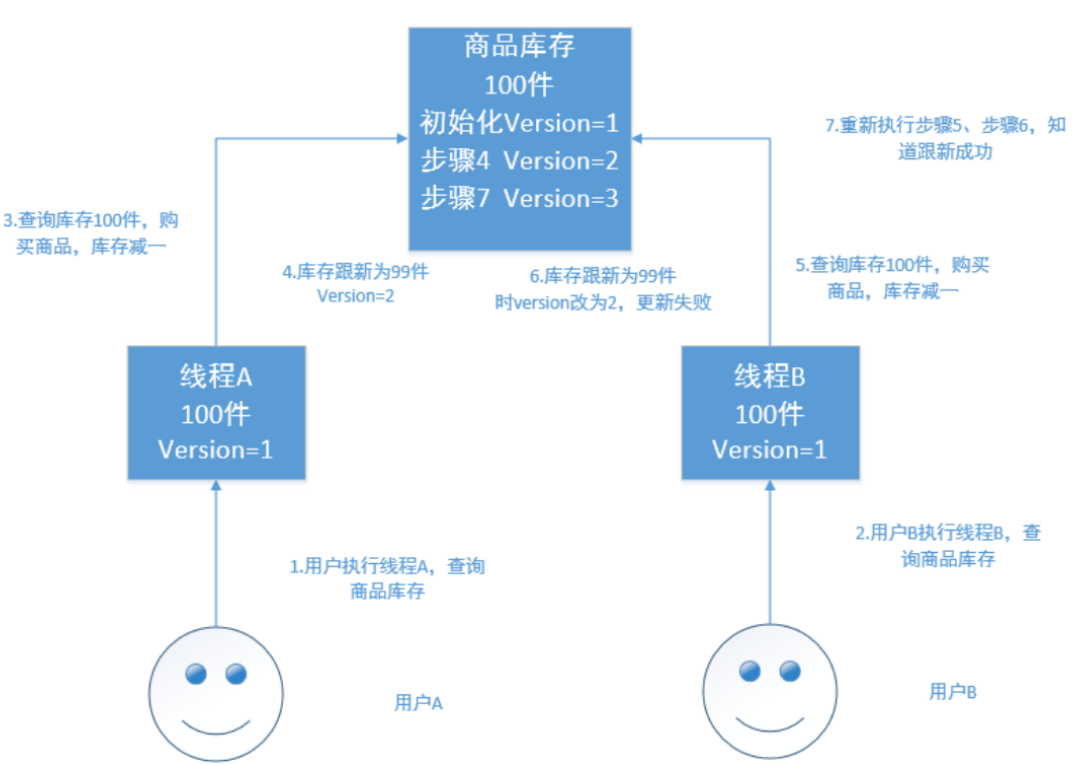 商品库存
100件
初始化Version=1
步骤4 Version=2
步骤7 Version=3
7.重新执行步骤5、步骤6，知
道跟新成功
3.查询库存100件，购
买商品，库存减一
4.库存跟新为99件
Version=2
6.库存跟新为99件
时version改为2，更新失败
5.查询库存100件，购买
商品，库存减一
线程A
100件
Version=1
线程B
100件
Version=1
1.用户执行线程A，查询
商品库存
2.用户B执行线程B，查
询商品库存
用户A
用户B